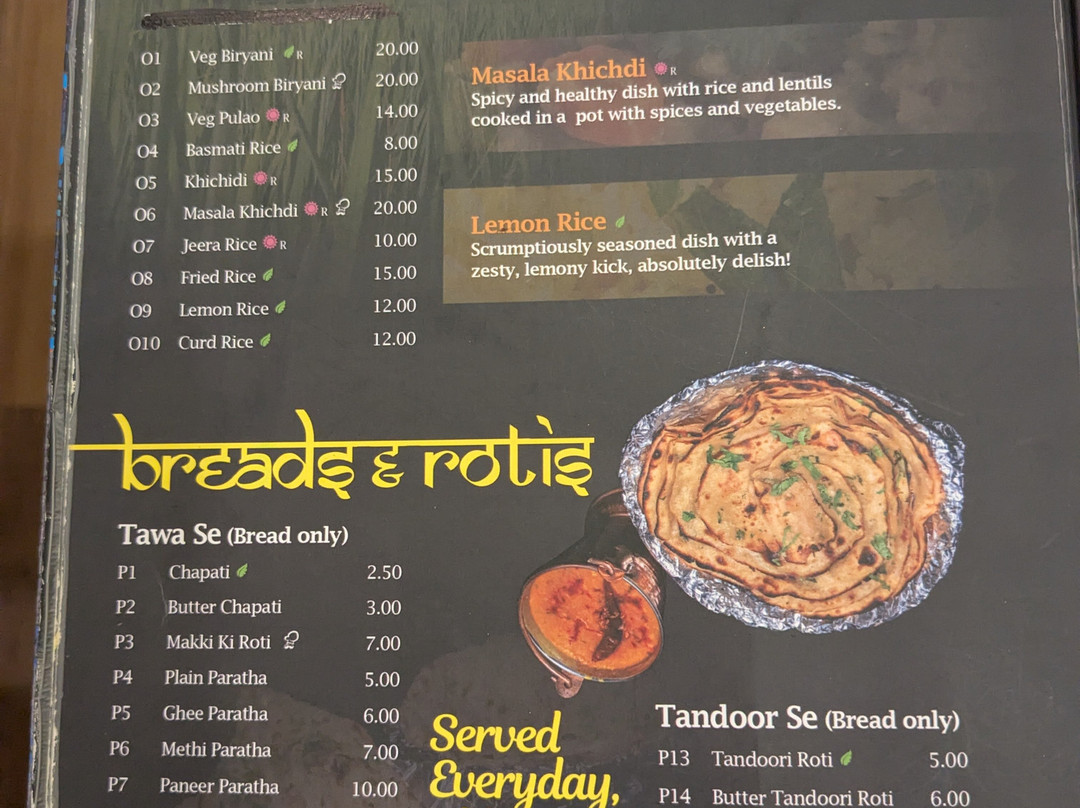 O1 Veg Biryani R 20.00
O2 Mushroom Biryani 20.00
O3 Veg Pulao R 14.00
O4 Basmati Rice 8.00
O5 Khichidi R 15.00
O6 Masala Khichdi R 20.00
O7 Jeera Rice R 10.00
O8 Fried Rice 15.00
O9 Lemon Rice 12.00
O10 Curd Rice 12.00
Masala Khichdi R
Spicy and healthy dish with rice and lentils
cooked in a pot with spices and vegetables.
Lemon Rice
Scrumptiously seasoned dish with a
zesty, lemony kick, absolutely delish!
breads & rotis
Tawa Se (Bread only)
P1 Chapati 2.50
P2 Butter Chapati 3.00
P3 Makki Ki Roti 7.00
P4 Plain Paratha 5.00
P5 Ghee Paratha 6.00
P6 Methi Paratha 7.00
P7 Paneer Paratha 10.00
Served
Everyday,
Tandoor Se (Bread only)
P13 Tandoori Roti 5.00
P14 Butter Tandoori Roti 6.00